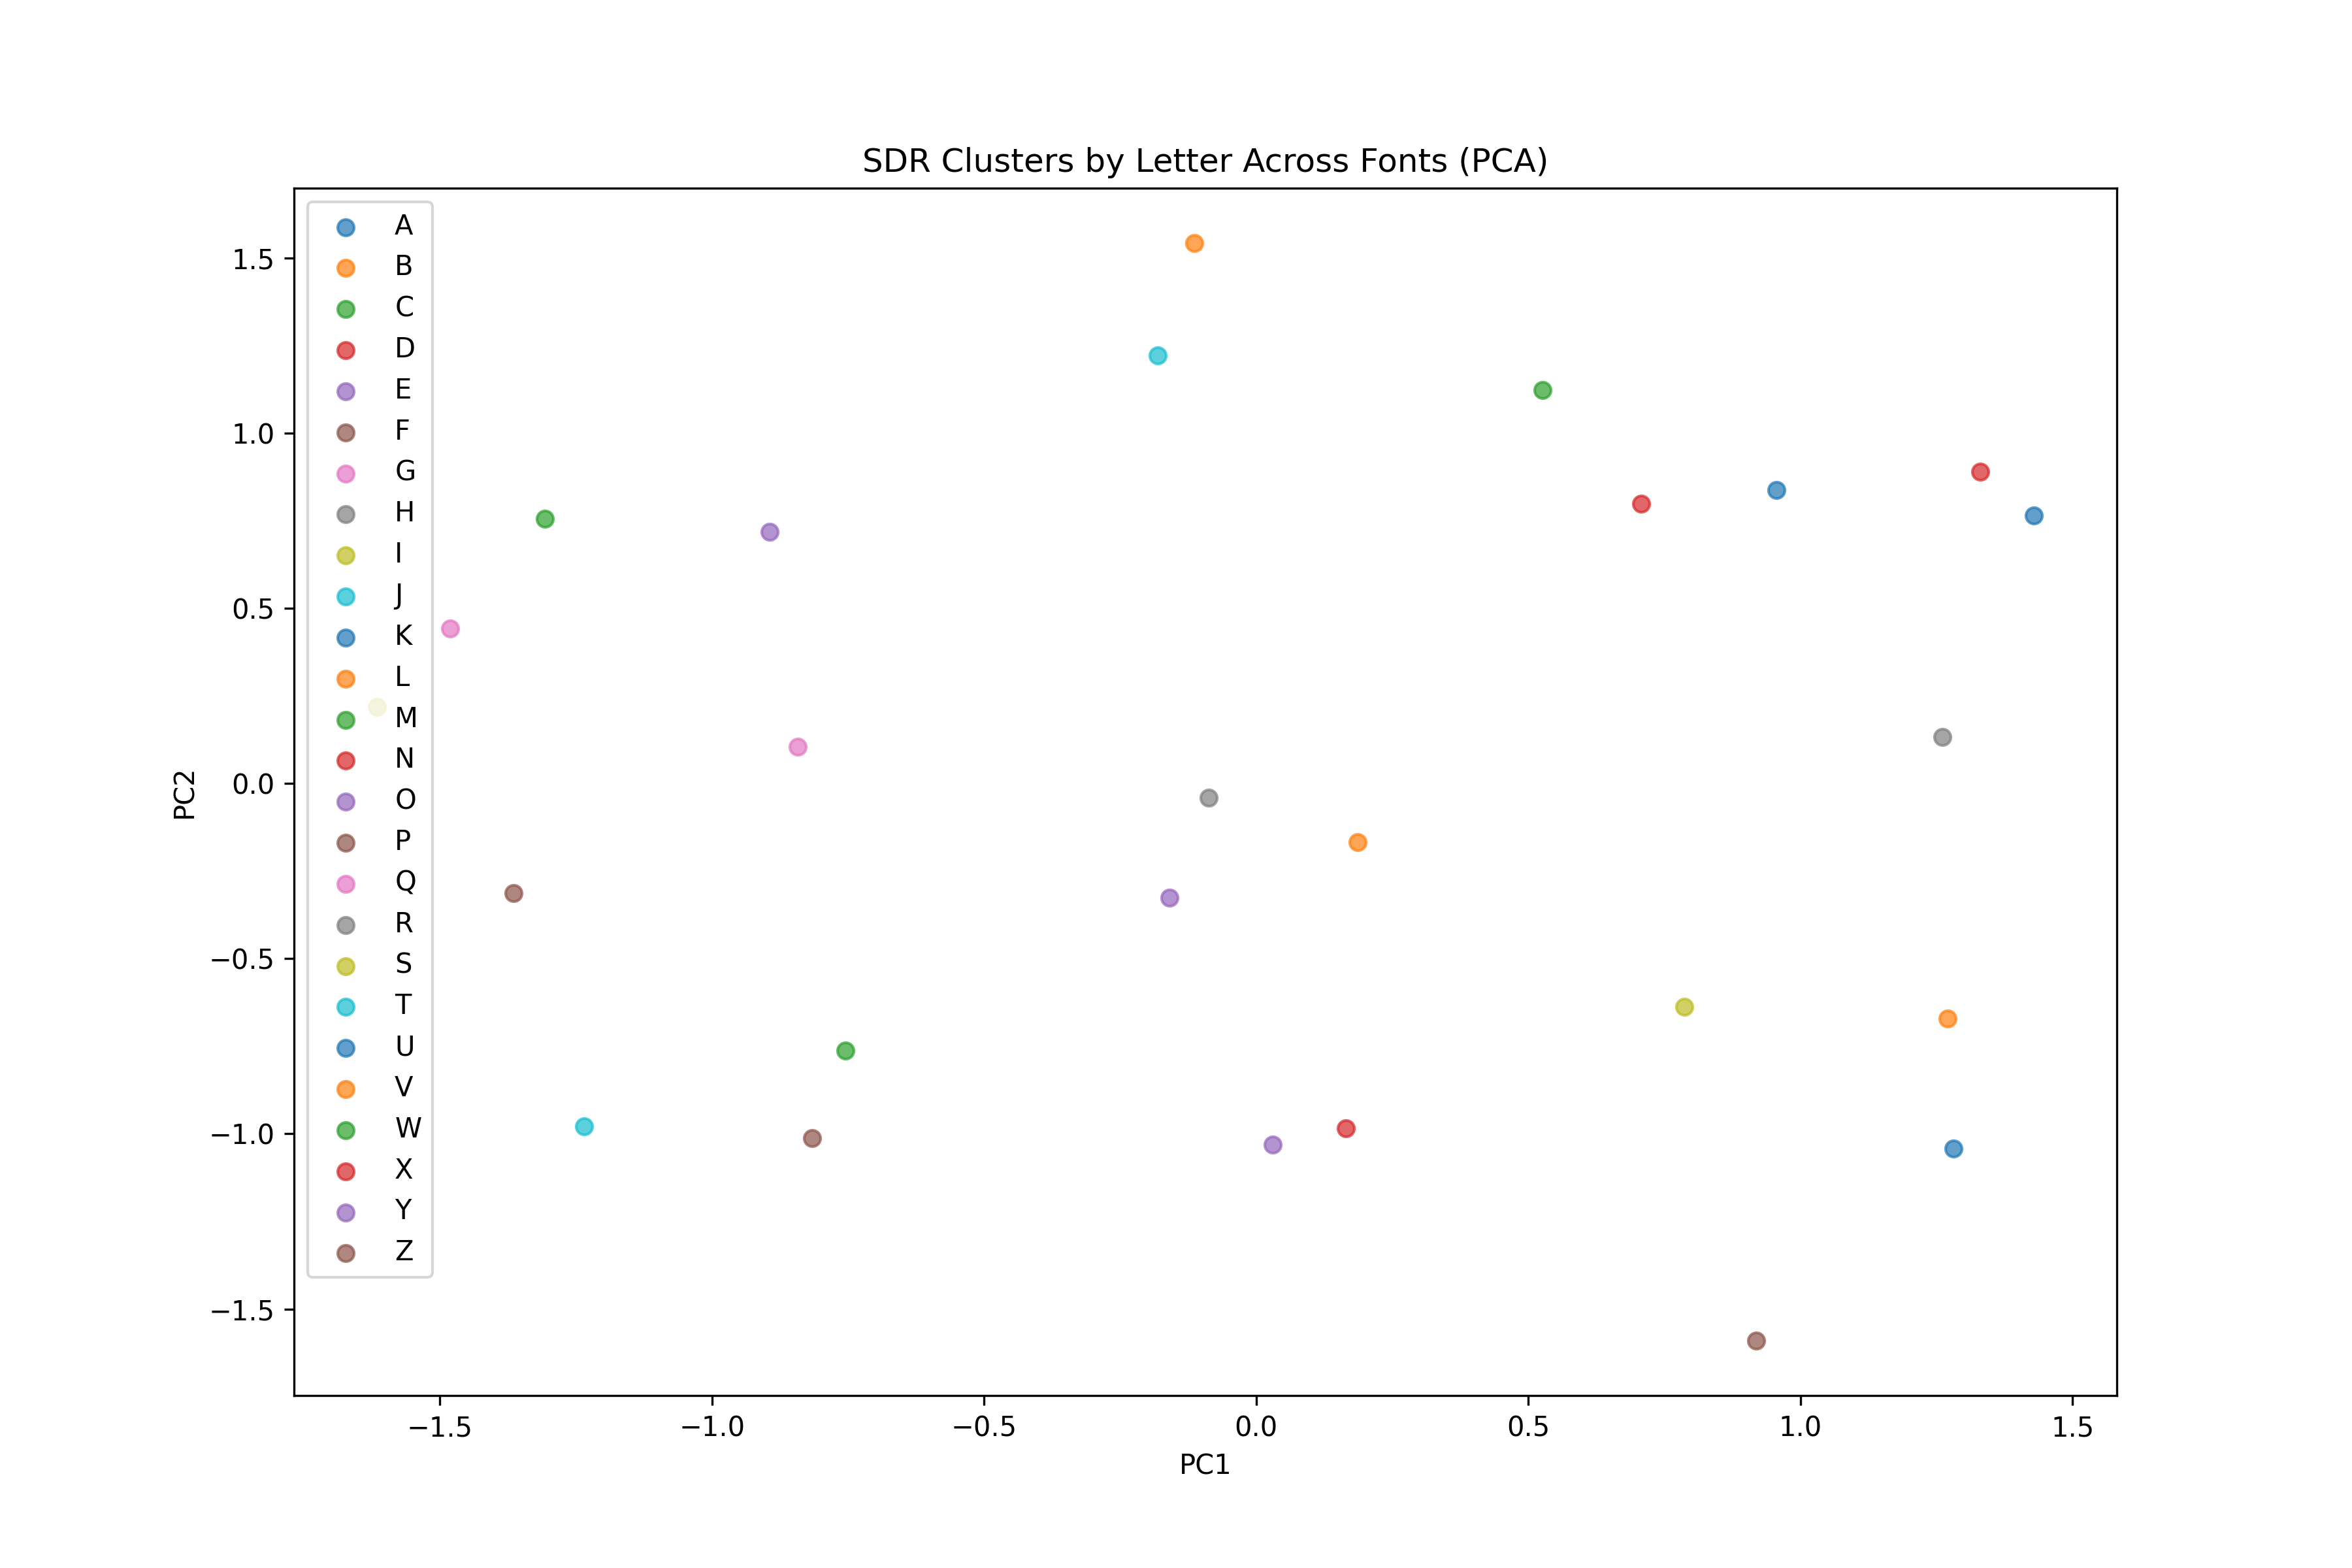 SDR Clusters by Letter Across Fonts (PCA)
A
B
C
D
E
F
G
H
I
J
K
L
M
N
O
P
Q
R
S
T
U
V
W
X
Y
Z
1.5
1.0
0.5
0.0
−0.5
−1.0
−1.5
PC2
−1.5 −1.0 −0.5 0.0 0.5 1.0 1.5
PC1